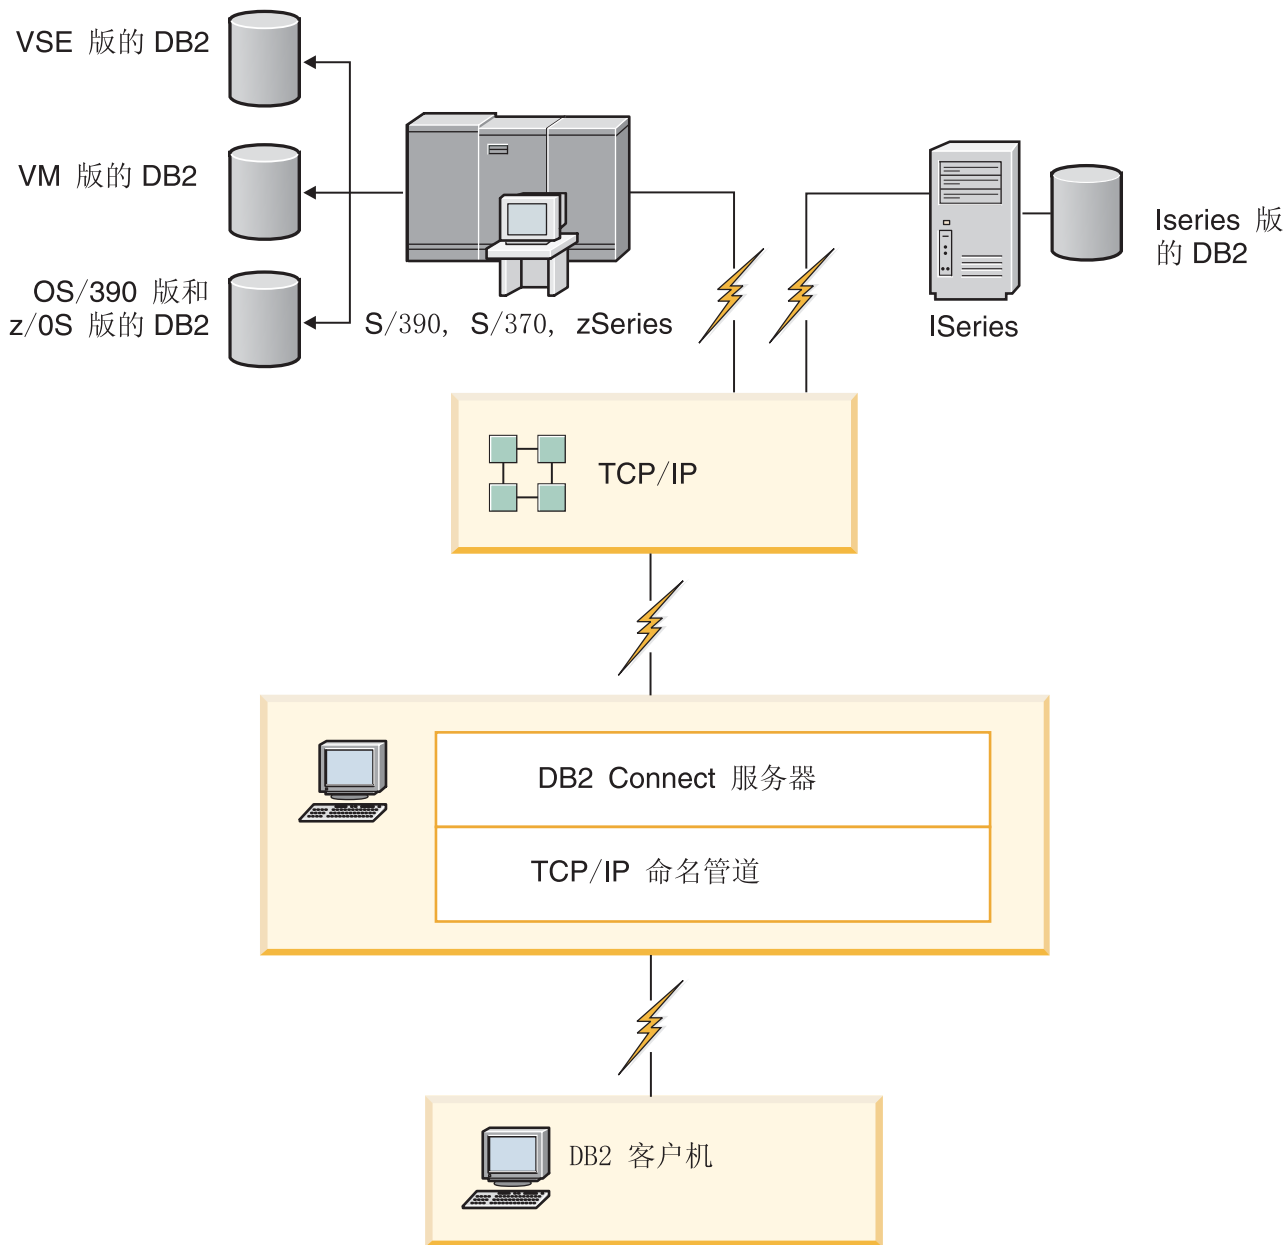 VSE 版的 DB2
VM 版的 DB2
OS/390 版和
z/0S 版的 DB2
S/390, S/370, zSeries
ISeries
Iseries 版
的 DB2
TCP/IP
DB2 Connect 服务器
TCP/IP 命名管道
DB2 客户机